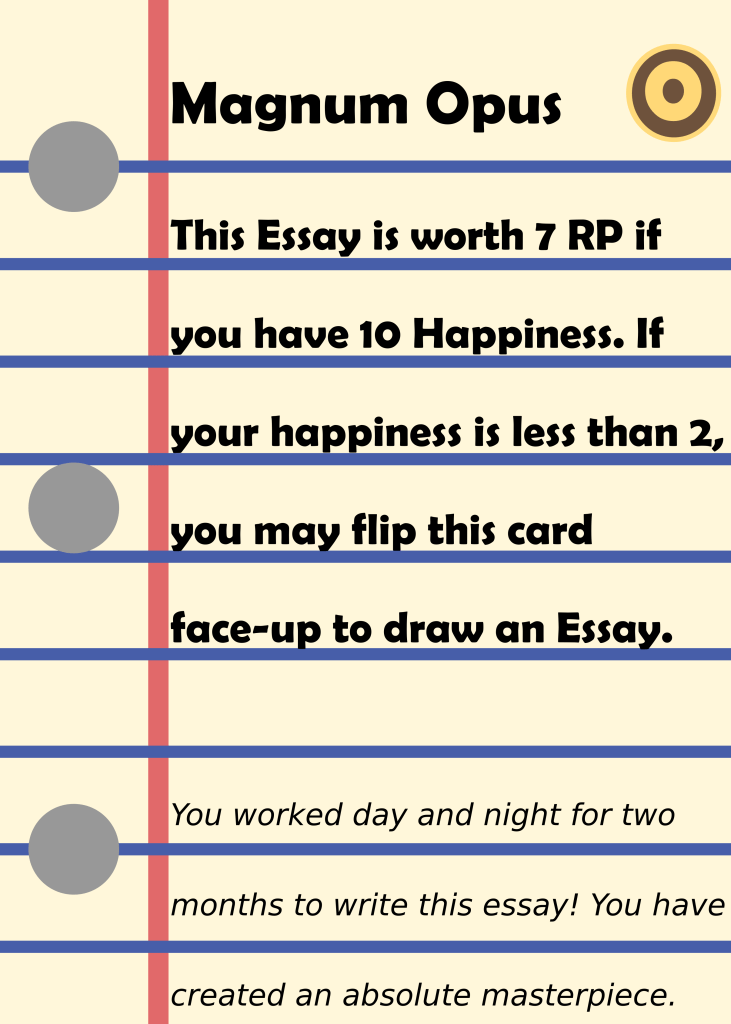 Magnum Opus
This Essay is worth 7 RP if
you have 10 Happiness. If
your happiness is less than 2,
you may flip this card
face-up to draw an Essay.
You worked day and night for two
months to write this essay! You have
created an absolute masterpiece.